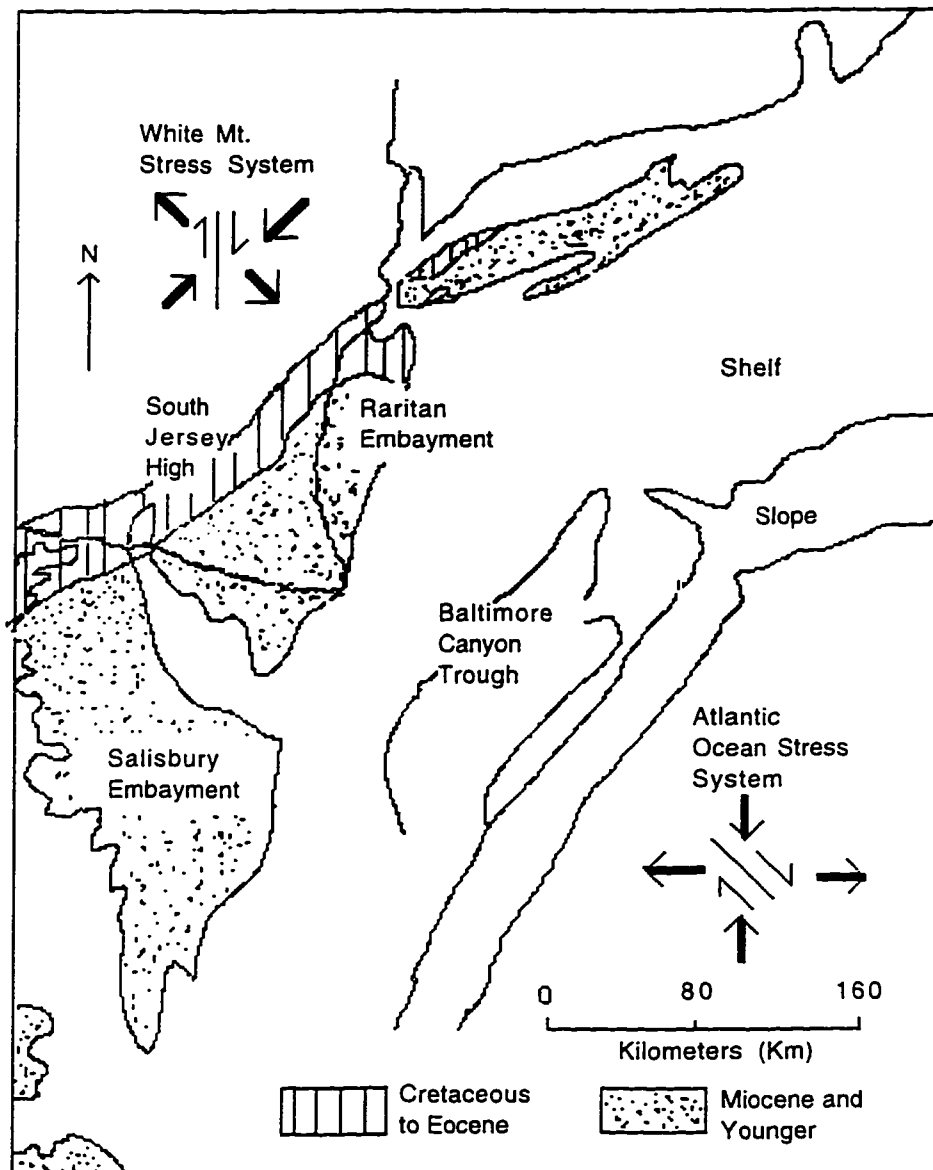 White Mt.
Stress System
N
South
Jersey
High
Raritan
Embayment
Shelf
Slope
Baltimore
Canyon
Trough
Atlantic
Ocean Stress
System
Salisbury
Embayment
0 80 160
Kilometers (Km)
Cretaceous
to Eocene
Miocene and
Younger